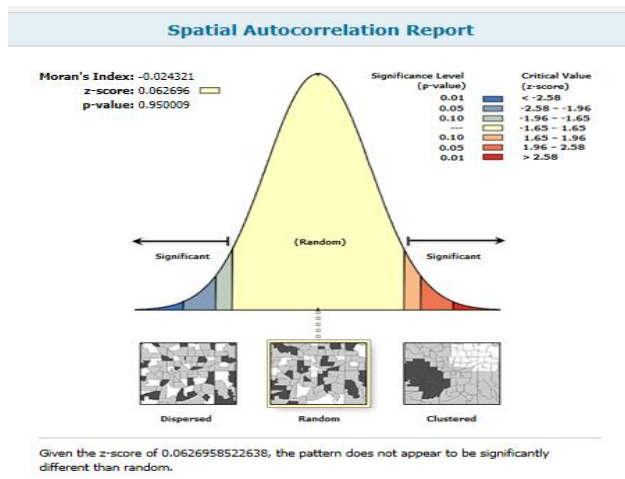 Spatial Autocorrelation Report
Moran's Index: -0.024321
z-score: 0.062696
p-value: 0.950009
Significance Level
(p-value)
Critical Value
(z-score)
0.01 < -2.58
0.05 -2.58 - -1.96
0.10 -1.96 - -1.65
--- -1.65 - 1.65
0.10 1.65 - 1.96
0.05 1.96 - 2.58
0.01 > 2.58
(Random)
Significant
Significant
Dispersed
Random
Clustered
Given the z-score of 0.0626958522638, the pattern does not appear to be significantly
different than random.